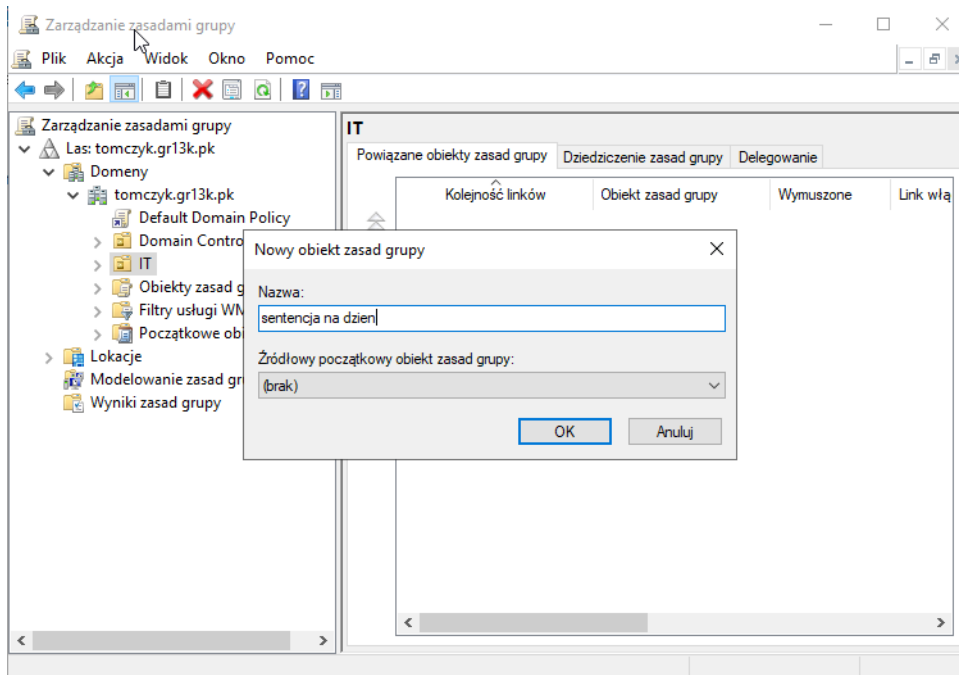 Zarządzanie zasadami grupy
Plik Akcja Widok Okno Pomoc
Zarządzanie zasadami grupy
Las: tomczyk.gr13k.pk
Domeny
tomczyk.gr13k.pk
Default Domain Policy
Domain Contro
IT
Obiekty zasad g
Filtry usługi WM
Początkowe obi
Lokacje
Modelowanie zasad gr
Wyniki zasad grupy
IT
Powiązane obiekty zasad grupy Dziedziczenie zasad grupy Delegowanie
Kolejność linków Obiekt zasad grupy Wymuszone Link włą
Nowy obiekt zasad grupy
Nazwa:
sentencja na dzien
Źródłowy początkowy obiekt zasad grupy:
(brak)
OK Anuluj